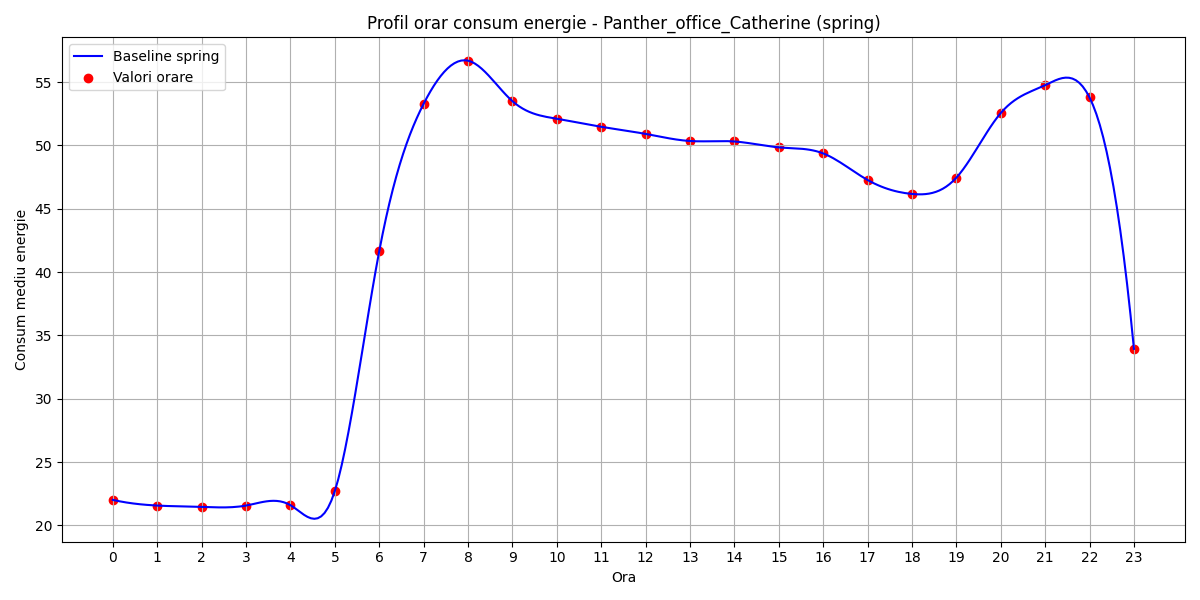 Profil orar consum energie - Panther_office_Catherine (spring)
Baseline spring
Valori orare
Consum mediu energie
55
50
45
40
35
30
25
20
0 1 2 3 4 5 6 7 8 9 10 11 12 13 14 15 16 17 18 19 20 21 22 23
Ora